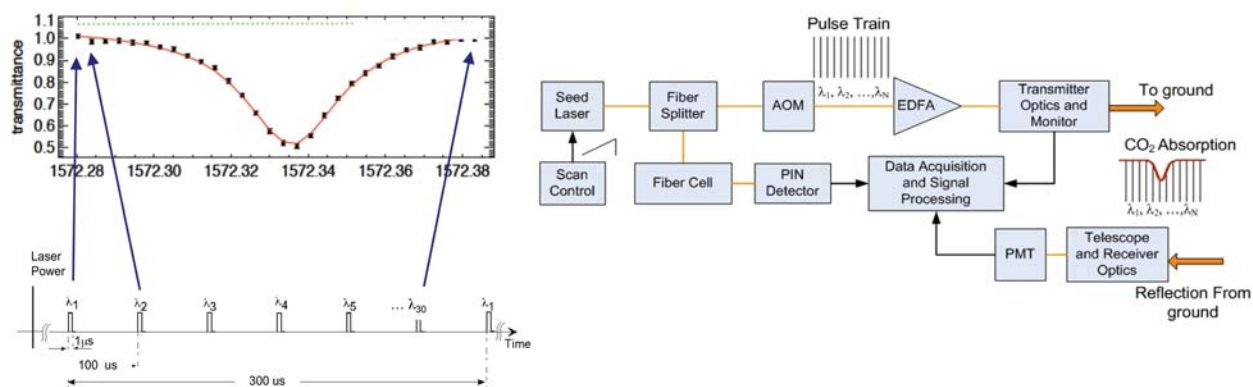 1.1
1.0
0.9
0.8
0.7
0.6
0.5
transmittance
1572.28 1572.30 1572.32 1572.34 1572.36 1572.38
Laser
Power
λ1 λ2 λ3 λ4 λ5 ... λ30 λ1
Time
1µs
100 us
300 us
Pulse Train
λ1, λ2, ...,λN
Seed
Laser
Fiber
Splitter
AOM
EDFA
Transmitter
Optics and
Monitor
To ground
Scan
Control
Fiber Cell
PIN
Detector
Data Acquisition
and Signal
Processing
CO2 Absorption
λ1, λ2, ...,λN
PMT
Telescope
and Receiver
Optics
Reflection From
ground